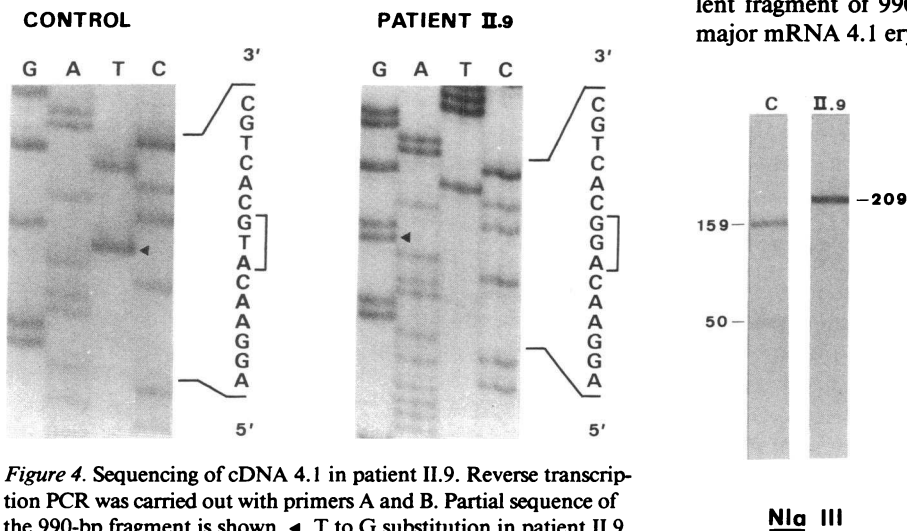 CONTROL
PATIENT II.9
3'
3'
G A T C
G A T C
C
G
T
C
A
C
G
T
A
C
A
A
G
G
A
5'
C
G
T
C
A
C
G
G
A
C
A
A
G
G
A
5'
Figure 4. Sequencing of cDNA 4.1 in patient II.9. Reverse transcrip-
tion PCR was carried out with primers A and B. Partial sequence of
the 990-bp fragment is shown. ◄, T to G substitution in patient II.9
lent fragment of 990
major mRNA 4.1 ery
C II.9
-209
159-
50-
Nla III